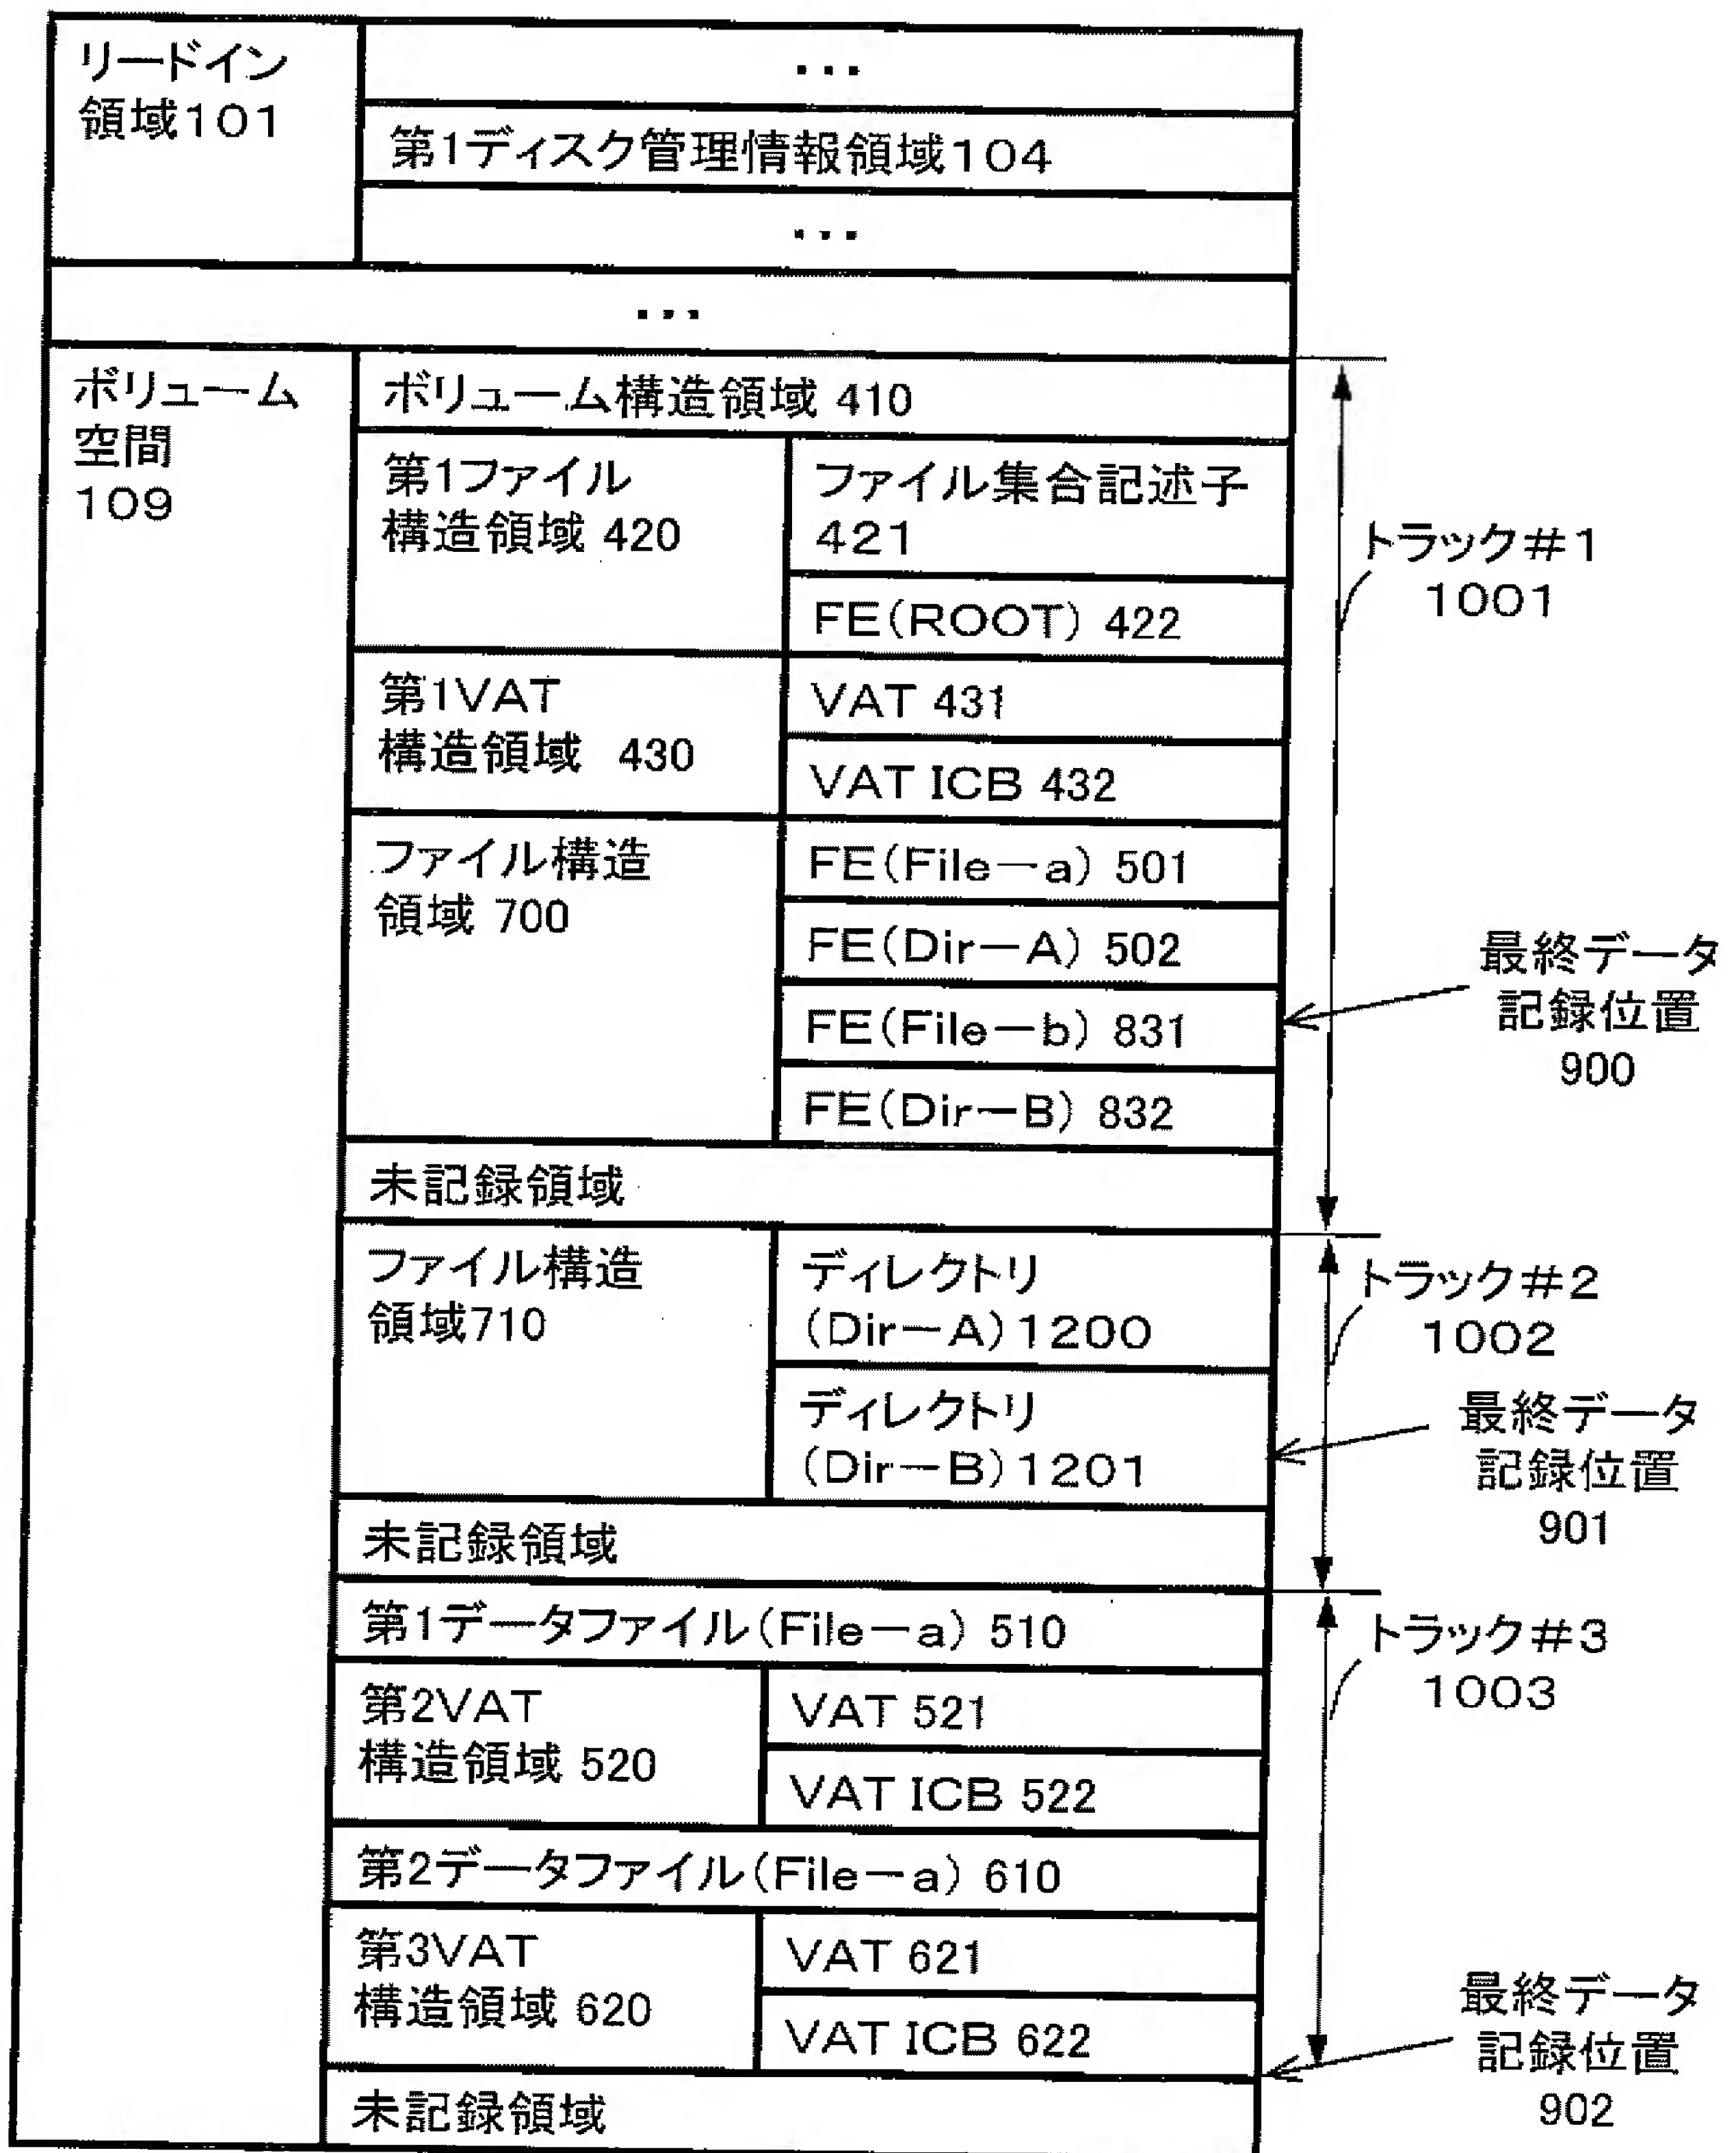 リードイン
領域101
...
第1ディスク管理情報領域104
...
...
ボリューム
空間
109
ボリューム構造領域 410
第1ファイル
構造領域 420
ファイル集合記述子
421
FE(ROOT) 422
第1VAT
構造領域 430
VAT 431
VAT ICB 432
ファイル構造
領域 700
FE(File-a) 501
FE(Dir-A) 502
FE(File-b) 831
FE(Dir-B) 832
未記録領域
トラック#1
1001
最終データ
記録位置
900
ファイル構造
領域710
ディレクトリ
(Dir-A)1200
ディレクトリ
(Dir-B)1201
未記録領域
トラック#2
1002
最終データ
記録位置
901
第1データファイル(File-a) 510
第2VAT
構造領域 520
VAT 521
VAT ICB 522
第2データファイル(File-a) 610
第3VAT
構造領域 620
VAT 621
VAT ICB 622
未記録領域
トラック#3
1003
最終データ
記録位置
902